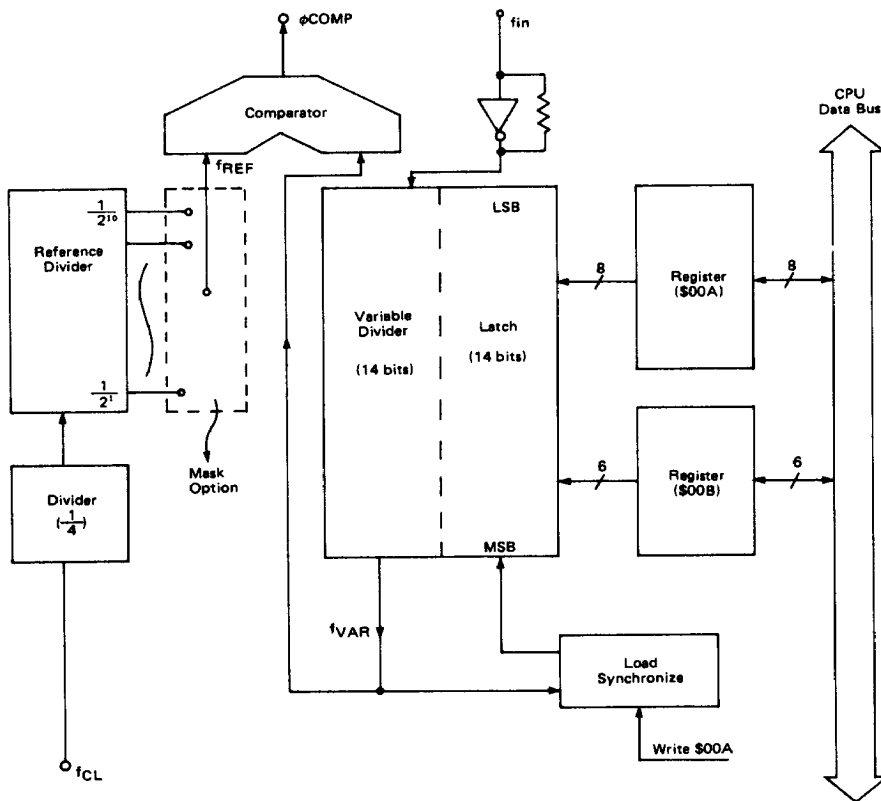 φCOMP
fin
CPU
Data Bus
Comparator
fREF
1/2^10
Reference
Divider
1/2^1
Mask
Option
Divider
(1/4)
fCL
LSB
Variable
Divider
(14 bits)
Latch
(14 bits)
MSB
8
Register
($00A)
8
6
Register
($00B)
6
fVAR
Load
Synchronize
Write $00A